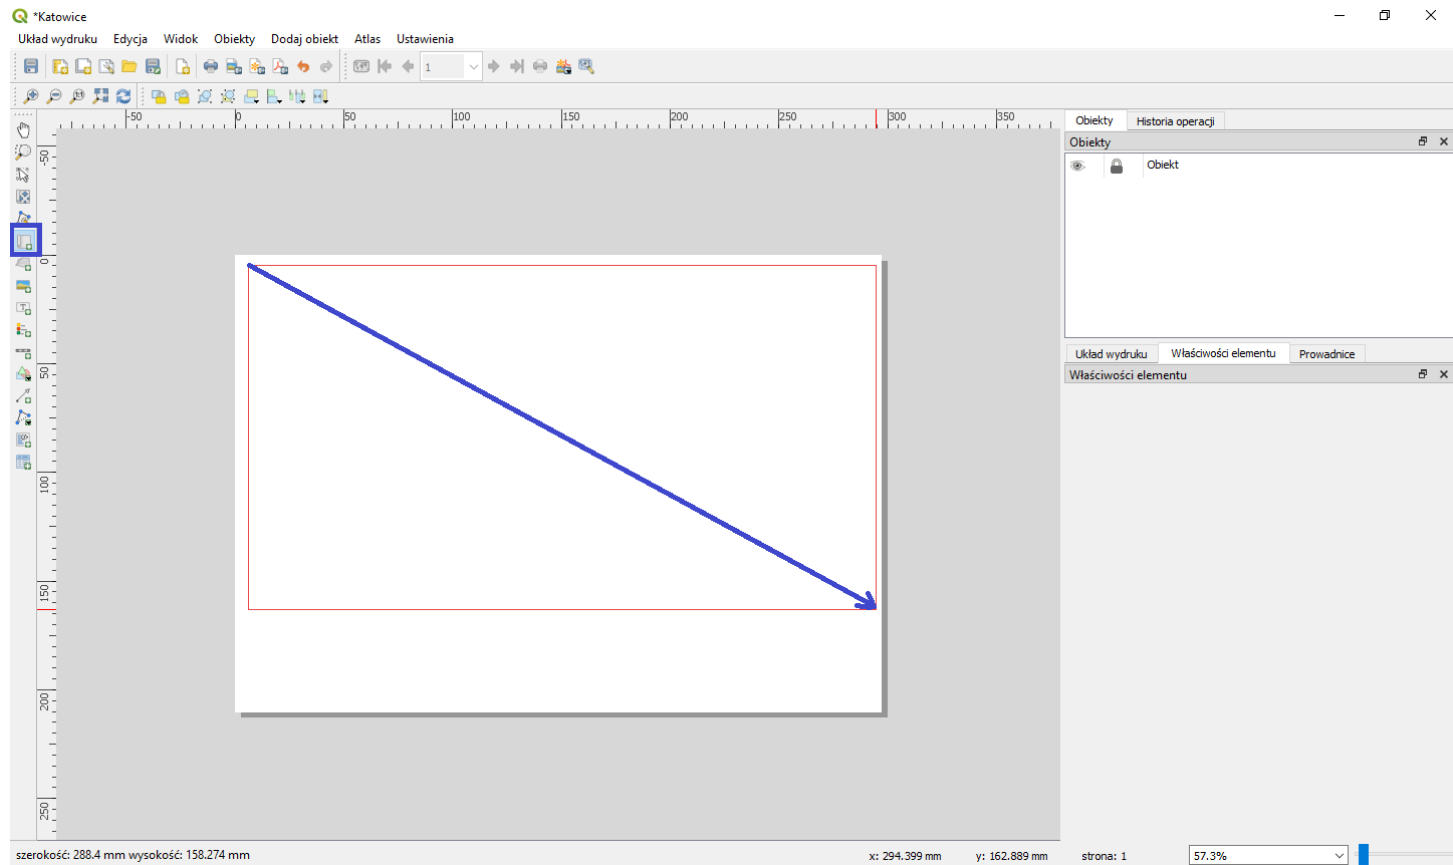 *Katowice
Układ wydruku Edycja Widok Obiekty Dodaj obiekt Atlas Ustawienia
1
-50 0 50 100 150 200 250 300 350
Obiekty Historia operacji
Obiekty
Obiekt
-50
0
50
100
150
200
250
Układ wydruku Właściwości elementu Prowadnice
Właściwości elementu
szerokość: 288.4 mm wysokość: 158.274 mm x: 294.399 mm y: 162.889 mm strona: 1 57.3%